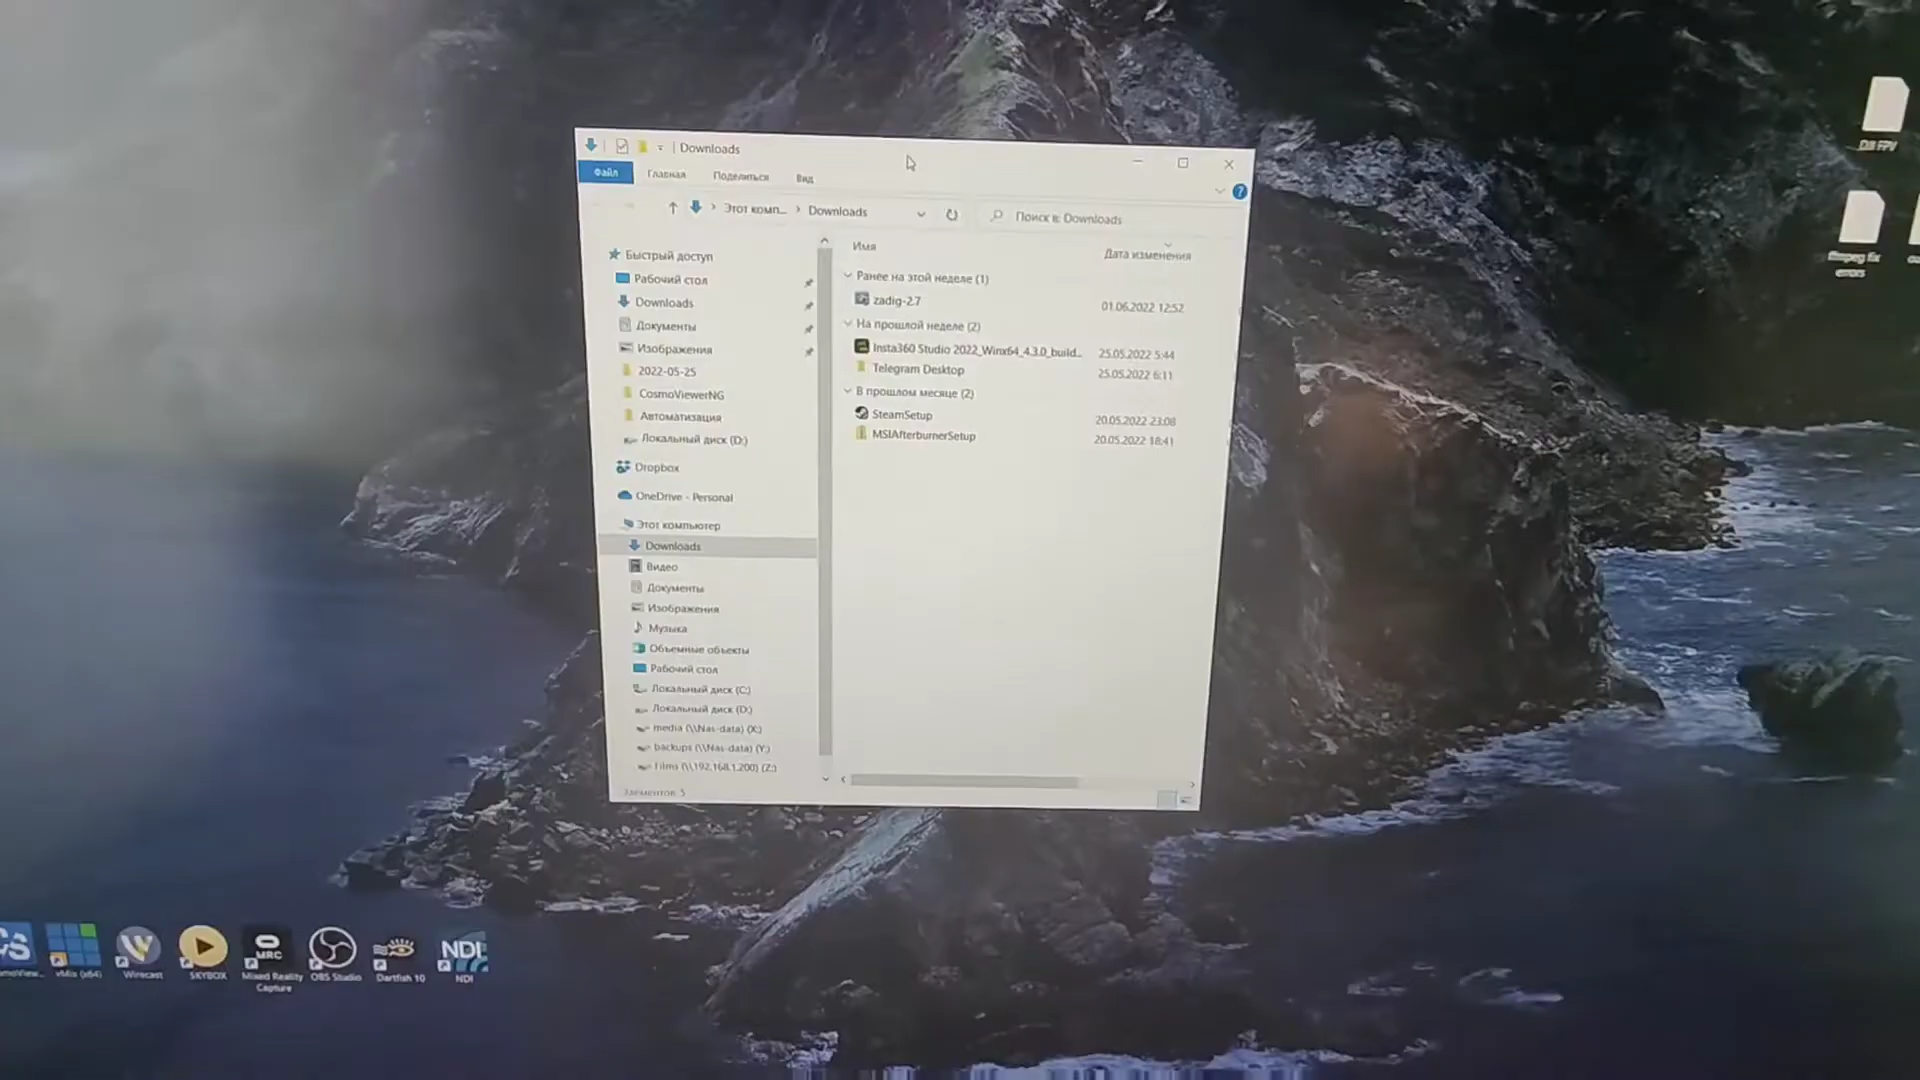 Downloads
Файл Главная Поделиться Вид
Этот комп... Downloads
Поиск в: Downloads
Быстрый доступ
Рабочий стол
Downloads
Документы
Изображения
2022-05-25
CosmoViewerNG
Автоматизация
Локальный диск (D:)
Dropbox
OneDrive - Personal
Этот компьютер
Downloads
Видео
Документы
Изображения
Музыка
Объемные объекты
Рабочий стол
Локальный диск (C:)
Локальный диск (D:)
media (\\Nas-data) (X:)
backups (\\Nas-data) (Y:)
Films (\\192.168.1.200) (Z:)
Элементов: 5
Имя Дата изменения
Ранее на этой неделе (1)
zadig-2.7 01.06.2022 12:52
На прошлой неделе (2)
Insta360 Studio 2022_Winx64_4.3.0_build... 25.05.2022 5:44
Telegram Desktop 25.05.2022 6:11
В прошлом месяце (2)
SteamSetup 20.05.2022 23:08
MSIAfterburnerSetup 20.05.2022 18:41
DJI FPV
ffmpeg fix
errors
vMix (x64)
Wirecast
SKYBOX
MRC
Mixed Reality
Capture
OBS Studio
Dartfish 10
NDI
NDI